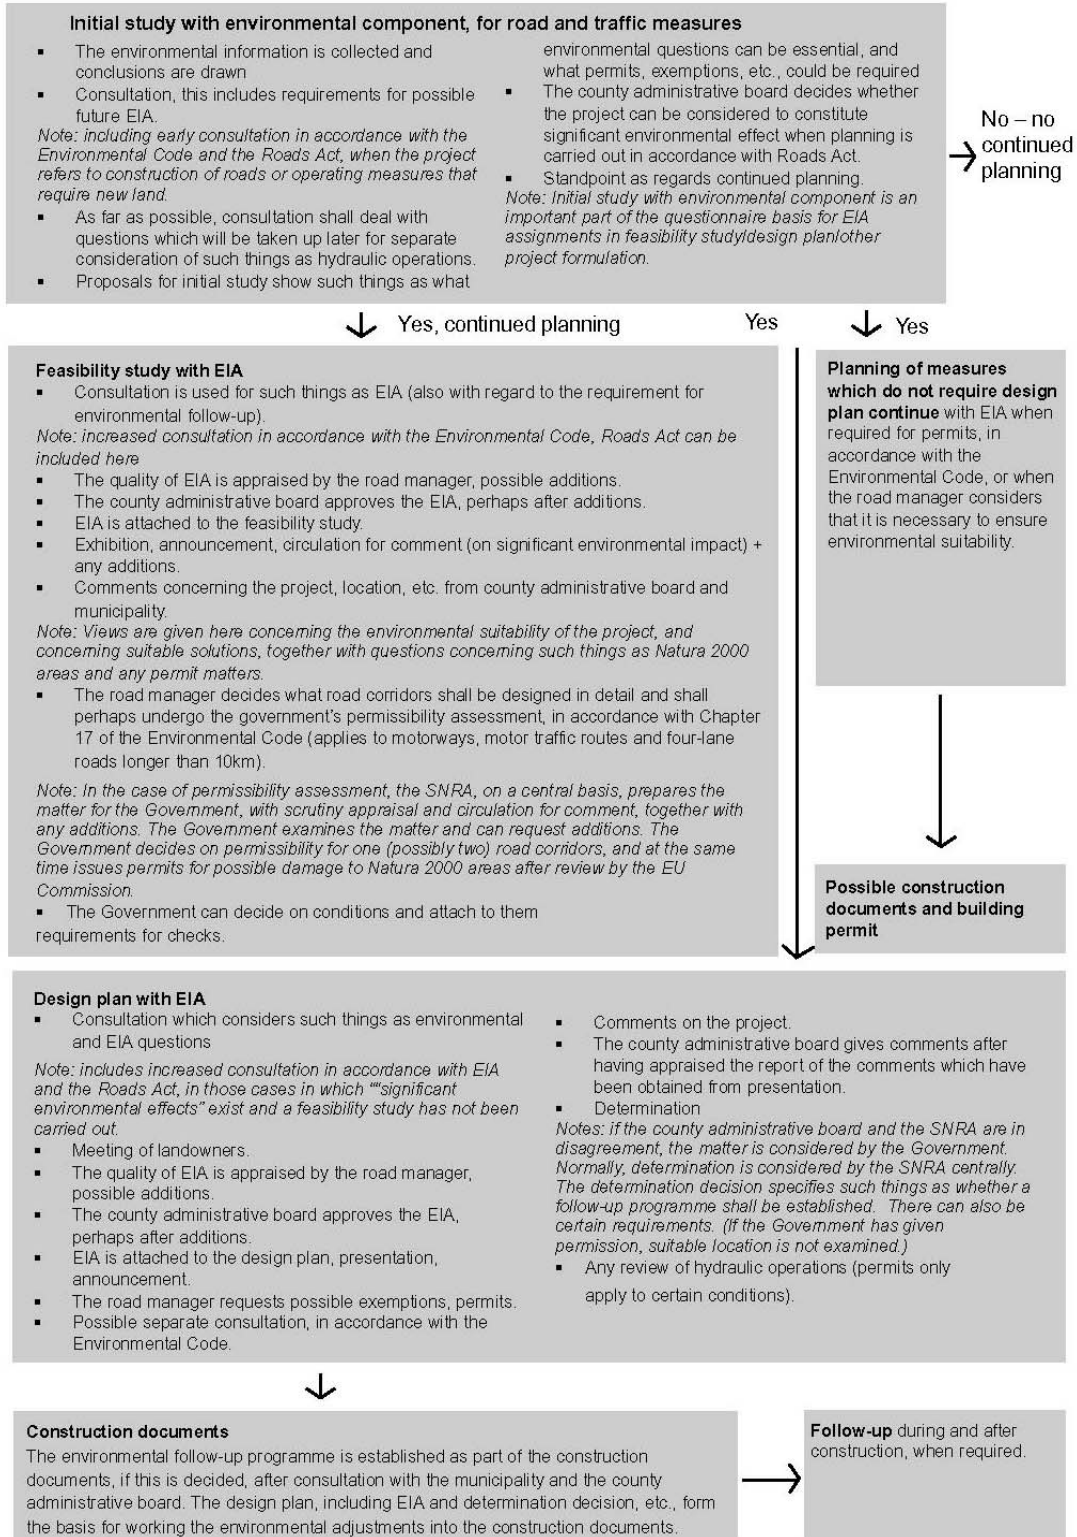 Initial study with environmental component, for road and traffic measures
▪ The environmental information is collected and
conclusions are drawn
▪ Consultation, this includes requirements for possible
future EIA.
Note: including early consultation in accordance with the
Environmental Code and the Roads Act, when the project
refers to construction of roads or operating measures that
require new land.
▪ As far as possible, consultation shall deal with
questions which will be taken up later for separate
consideration of such things as hydraulic operations.
▪ Proposals for initial study show such things as what
environmental questions can be essential, and
what permits, exemptions, etc., could be required
▪ The county administrative board decides whether
the project can be considered to constitute
significant environmental effect when planning is
carried out in accordance with Roads Act.
▪ Standpoint as regards continued planning.
Note: Initial study with environmental component is an
important part of the questionnaire basis for EIA
assignments in feasibility study/design plan/other
project formulation.
No – no
continued
planning
Yes, continued planning
Yes
Yes
Feasibility study with EIA
▪ Consultation is used for such things as EIA (also with regard to the requirement for
environmental follow-up).
Note: increased consultation in accordance with the Environmental Code, Roads Act can be
included here
▪ The quality of EIA is appraised by the road manager, possible additions.
▪ The county administrative board approves the EIA, perhaps after additions.
▪ EIA is attached to the feasibility study.
▪ Exhibition, announcement, circulation for comment (on significant environmental impact) +
any additions.
▪ Comments concerning the project, location, etc. from county administrative board and
municipality.
Note: Views are given here concerning the environmental suitability of the project, and
concerning suitable solutions, together with questions concerning such things as Natura 2000
areas and any permit matters.
▪ The road manager decides what road corridors shall be designed in detail and shall
perhaps undergo the government's permissibility assessment, in accordance with Chapter
17 of the Environmental Code (applies to motorways, motor traffic routes and four-lane
roads longer than 10km).
Note: In the case of permissibility assessment, the SNRA, on a central basis, prepares the
matter for the Government, with scrutiny appraisal and circulation for comment, together with
any additions. The Government examines the matter and can request additions. The
Government decides on permissibility for one (possibly two) road corridors, and at the same
time issues permits for possible damage to Natura 2000 areas after review by the EU
Commission.
▪ The Government can decide on conditions and attach to them
requirements for checks.
Planning of measures
which do not require design
plan continue with EIA when
required for permits, in
accordance with the
Environmental Code, or when
the road manager considers
that it is necessary to ensure
environmental suitability.
Possible construction
documents and building
permit
Design plan with EIA
▪ Consultation which considers such things as environmental
and EIA questions
Note: includes increased consultation in accordance with EIA
and the Roads Act, in those cases in which ""significant
environmental effects" exist and a feasibility study has not been
carried out.
▪ Meeting of landowners.
▪ The quality of EIA is appraised by the road manager,
possible additions.
▪ The county administrative board approves the EIA,
perhaps after additions.
▪ EIA is attached to the design plan, presentation,
announcement.
▪ The road manager requests possible exemptions, permits.
▪ Possible separate consultation, in accordance with the
Environmental Code.
▪ Comments on the project.
▪ The county administrative board gives comments after
having appraised the report of the comments which have
been obtained from presentation.
▪ Determination
Notes: if the county administrative board and the SNRA are in
disagreement, the matter is considered by the Government.
Normally, determination is considered by the SNRA centrally.
The determination decision specifies such things as whether a
follow-up programme shall be established. There can also be
certain requirements. (If the Government has given
permission, suitable location is not examined.)
▪ Any review of hydraulic operations (permits only
apply to certain conditions).
Construction documents
The environmental follow-up programme is established as part of the construction
documents, if this is decided, after consultation with the municipality and the county
administrative board. The design plan, including EIA and determination decision, etc., form
the basis for working the environmental adjustments into the construction documents.
Follow-up during and after
construction, when required.